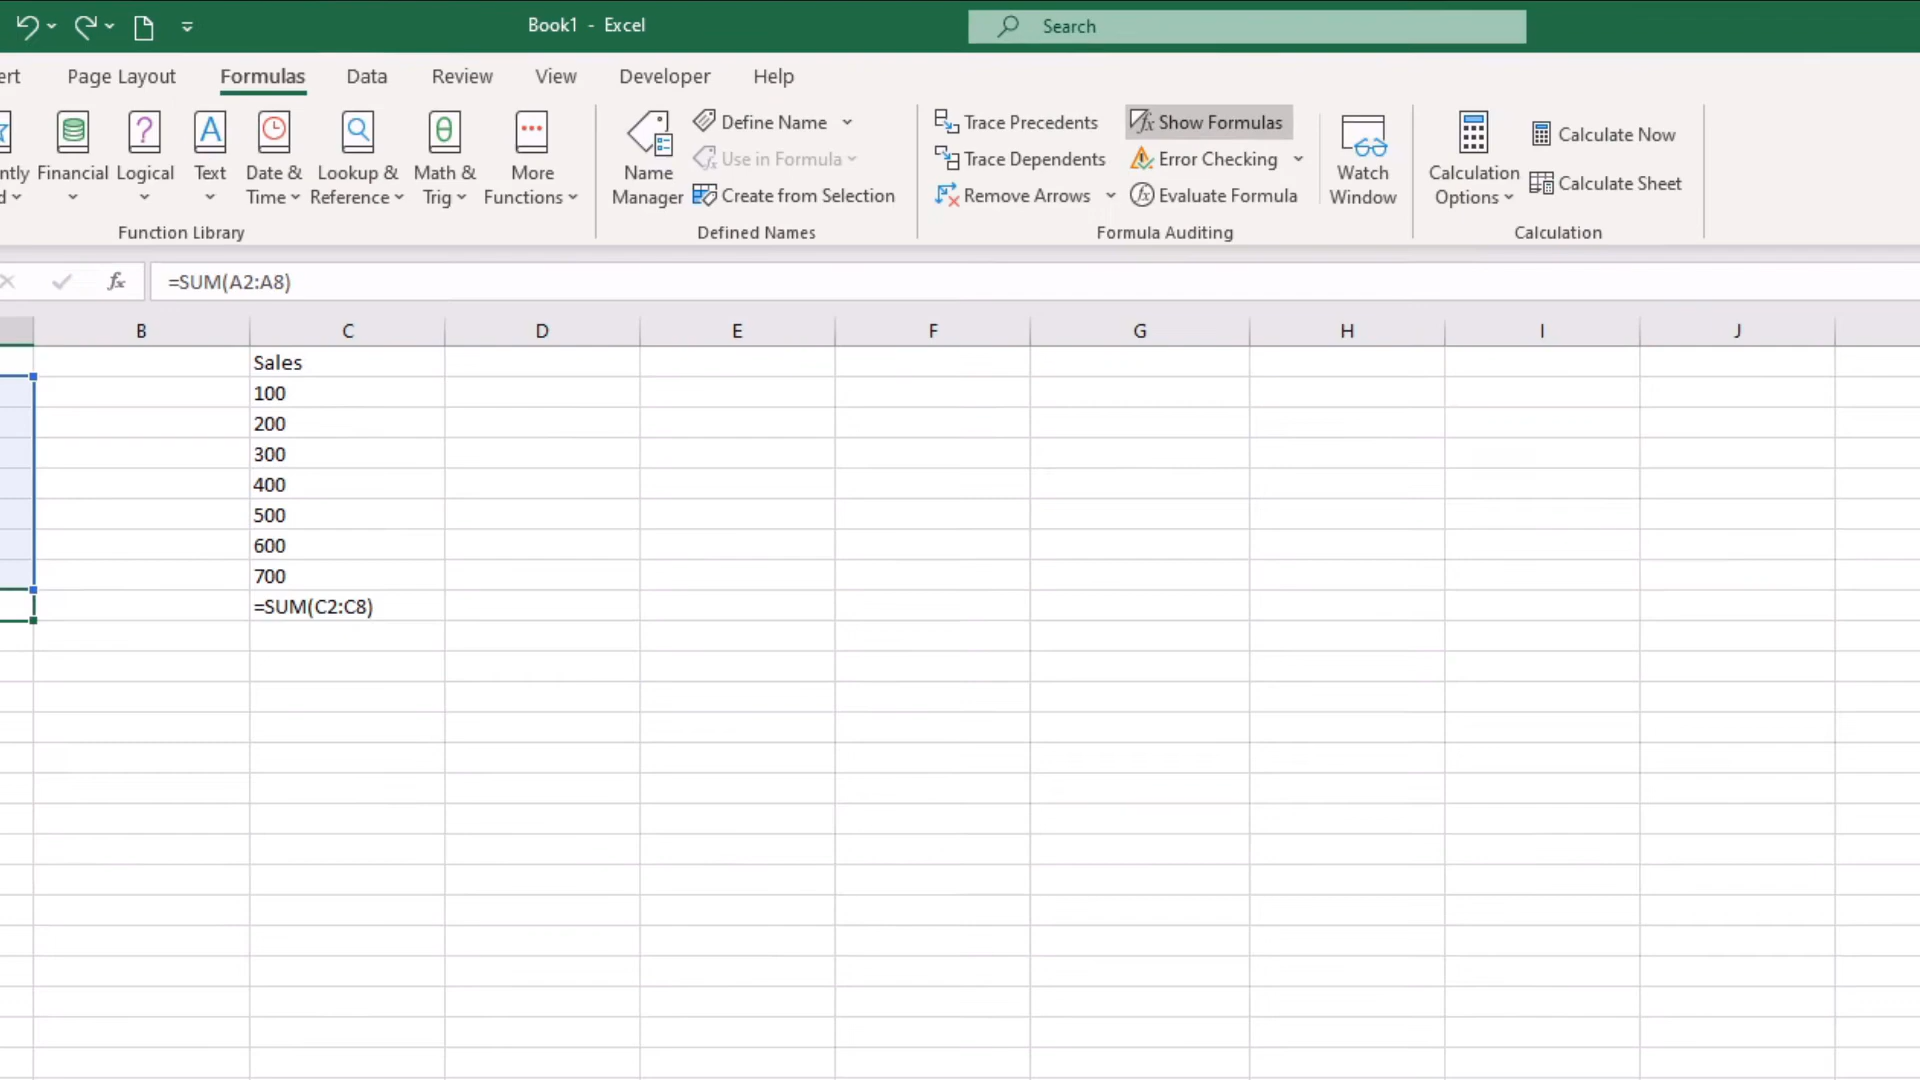 Book1 - Excel
Search
ert Page Layout Formulas Data Review View Developer Help
ntly Financial Logical Text Date & Lookup & Math & More
d Time Reference Trig Functions
Function Library
Name Manager
Define Name
Use in Formula
Create from Selection
Defined Names
Trace Precedents
Trace Dependents
Remove Arrows
Show Formulas
Error Checking
Evaluate Formula
Watch Window
Formula Auditing
Calculation Options
Calculate Now
Calculate Sheet
Calculation
fx =SUM(A2:A8)
B C D E F G H I J
Sales
100
200
300
400
500
600
700
=SUM(C2:C8)